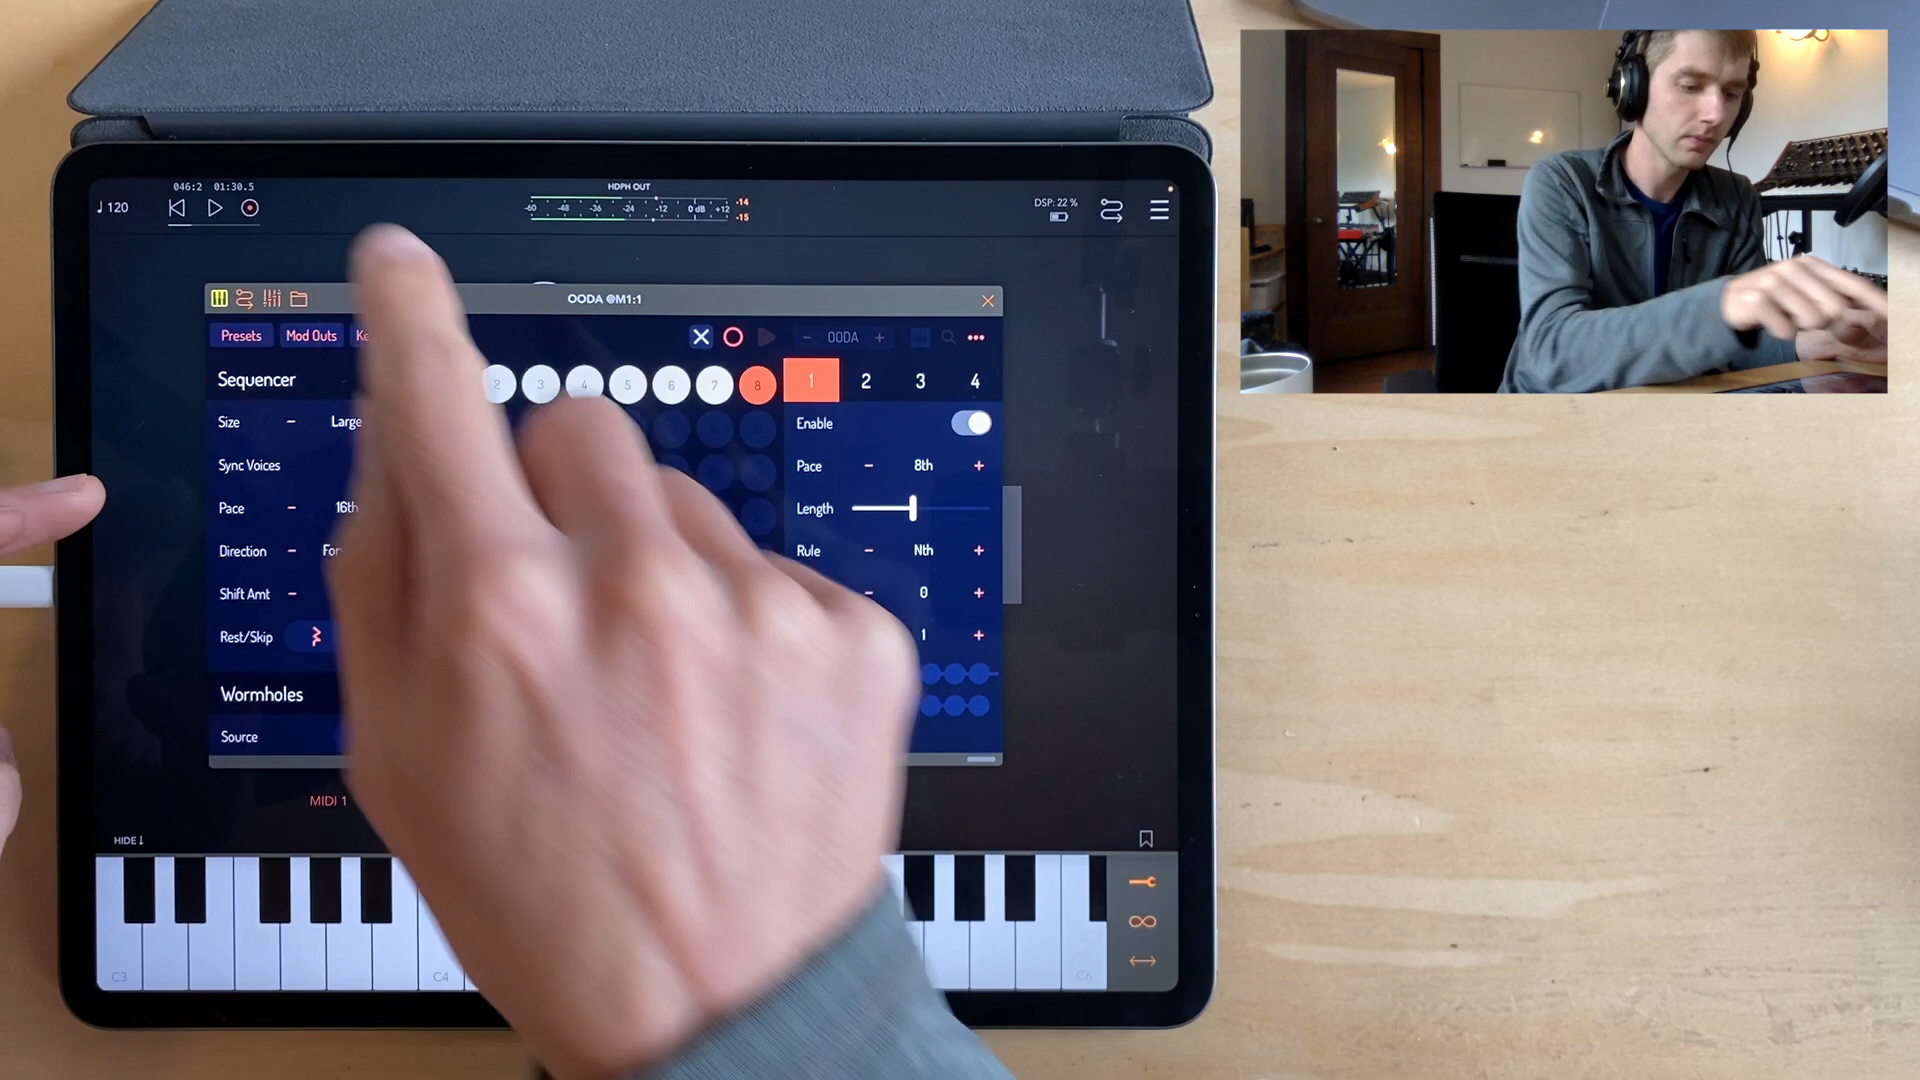 046:2 01:30.5
HDPH OUT
♩ 120
-60 -48 -36 -24 -12 0 dB +12
-14
-15
DSP: 22 %
OODA @M1:1
Presets Mod Outs
OODA
Sequencer
2 3 4 5 6 7 8
1 2 3 4
Size - Large
Enable
Sync Voices
Pace - 8th +
Pace - 16th
Length
Direction -
Rule - Nth +
Shift Amt -
- 0 +
Rest/Skip
1 +
Wormholes
Source
MIDI 1
HIDE↓
C3 C4 C6